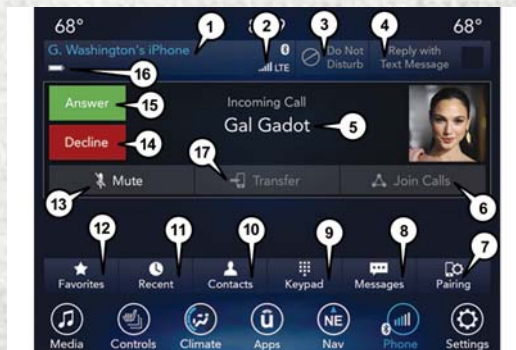 68° 68°
1 2 3 4
G. Washington's iPhone LTE Do Not Disturb Reply with Text Message
16
Answer
15
Incoming Call
Gal Gadot 5
Decline 14
17
Mute Transfer Join Calls
13 6
12 11 10 9 8 7
Favorites Recent Contacts Keypad Messages Pairing
Media Controls Climate Apps Nav Phone Settings
NE